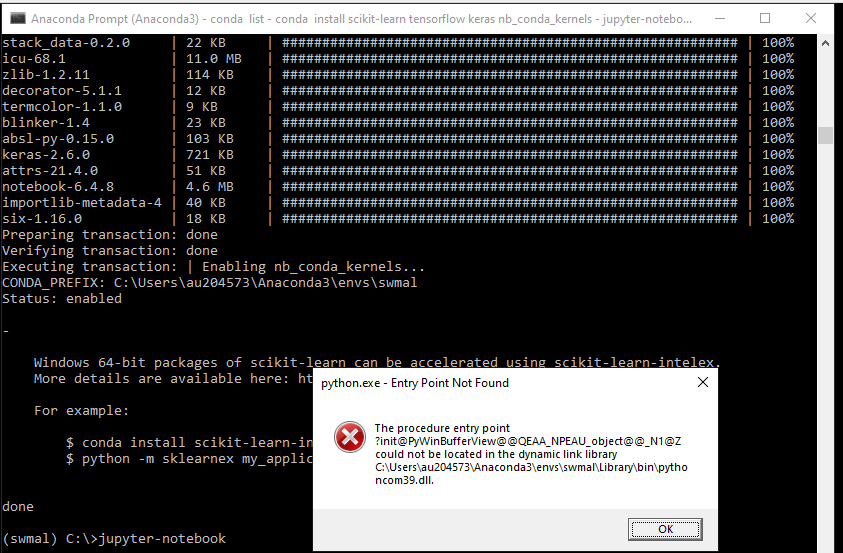 Anaconda Prompt (Anaconda3) - conda list - conda install scikit-learn tensorflow keras nb_conda_kernels - jupyter-notebo...
stack_data-0.2.0 | 22 KB | ######################################################### | 100%
icu-68.1 | 11.0 MB | ######################################################### | 100%
zlib-1.2.11 | 114 KB | ######################################################### | 100%
decorator-5.1.1 | 12 KB | ######################################################### | 100%
termcolor-1.1.0 | 9 KB | ######################################################### | 100%
blinker-1.4 | 23 KB | ######################################################### | 100%
absl-py-0.15.0 | 103 KB | ######################################################### | 100%
keras-2.6.0 | 721 KB | ######################################################### | 100%
attrs-21.4.0 | 51 KB | ######################################################### | 100%
notebook-6.4.8 | 4.6 MB | ######################################################### | 100%
importlib-metadata-4 | 40 KB | ######################################################### | 100%
six-1.16.0 | 18 KB | ######################################################### | 100%
Preparing transaction: done
Verifying transaction: done
Executing transaction: | Enabling nb_conda_kernels...
CONDA_PREFIX: C:\Users\au204573\Anaconda3\envs\swmal
Status: enabled
-
Windows 64-bit packages of scikit-learn can be accelerated using scikit-learn-intelex.
More details are available here: ht
For example:
$ conda install scikit-learn-in
$ python -m sklearnex my_applic
done
(swmal) C:\>jupyter-notebook
python.exe - Entry Point Not Found
The procedure entry point
?init@PyWinBufferView@@QEAA_NPEAU_object@@_N1@Z
could not be located in the dynamic link library
C:\Users\au204573\Anaconda3\envs\swmal\Library\bin\pytho
ncom39.dll.
OK